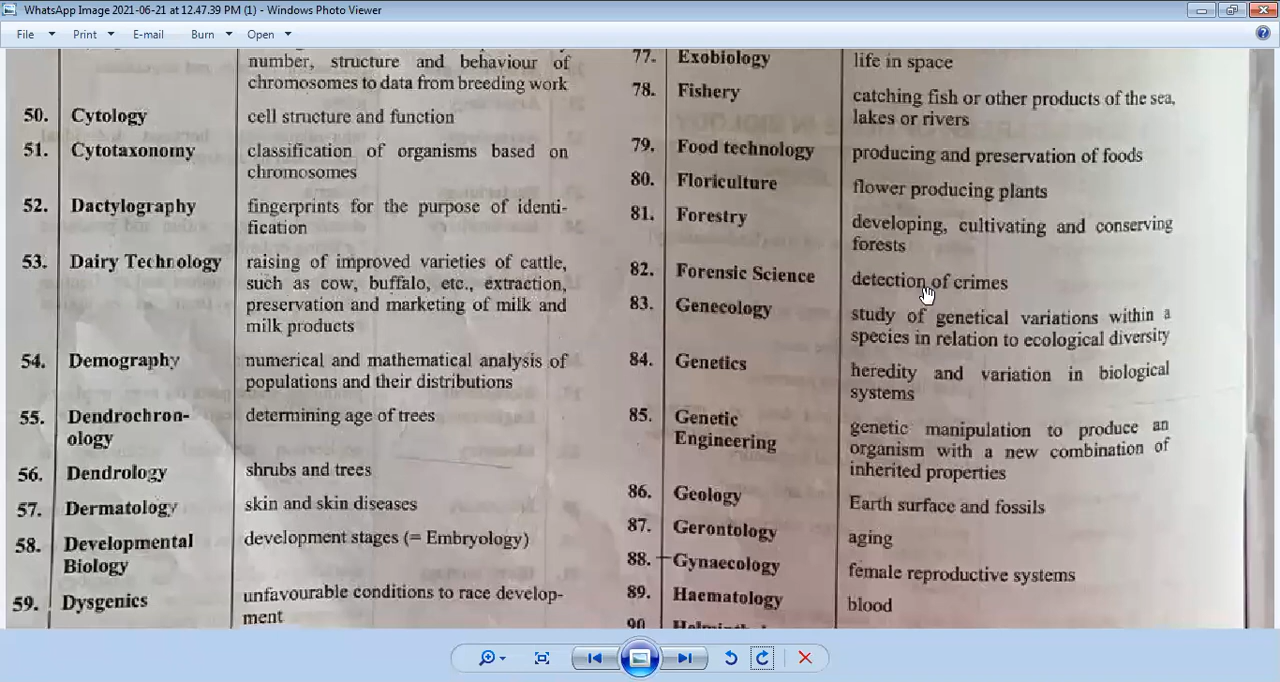 WhatsApp Image 2021-06-21 at 12.47.39 PM (1) - Windows Photo Viewer
File Print E-mail Burn Open
number, structure and behaviour of
chromosomes to data from breeding work
50. Cytology cell structure and function
51. Cytotaxonomy classification of organisms based on
chromosomes
52. Dactylography fingerprints for the purpose of identi-
fication
53. Dairy Technology raising of improved varieties of cattle,
such as cow, buffalo, etc., extraction,
preservation and marketing of milk and
milk products
54. Demography numerical and mathematical analysis of
populations and their distributions
55. Dendrochron- determining age of trees
ology
56. Dendrology shrubs and trees
57. Dermatology skin and skin diseases
58. Developmental development stages (= Embryology)
Biology
59. Dysgenics unfavourable conditions to race develop-
ment
77. Exobiology life in space
78. Fishery catching fish or other products of the sea,
lakes or rivers
79. Food technology producing and preservation of foods
80. Floriculture flower producing plants
81. Forestry developing, cultivating and conserving
forests
82. Forensic Science detection of crimes
83. Genecology study of genetical variations within a
species in relation to ecological diversity
84. Genetics heredity and variation in biological
systems
85. Genetic genetic manipulation to produce an
Engineering organism with a new combination of
inherited properties
86. Geology Earth surface and fossils
87. Gerontology aging
88. Gynaecology female reproductive systems
89. Haematology blood
90.